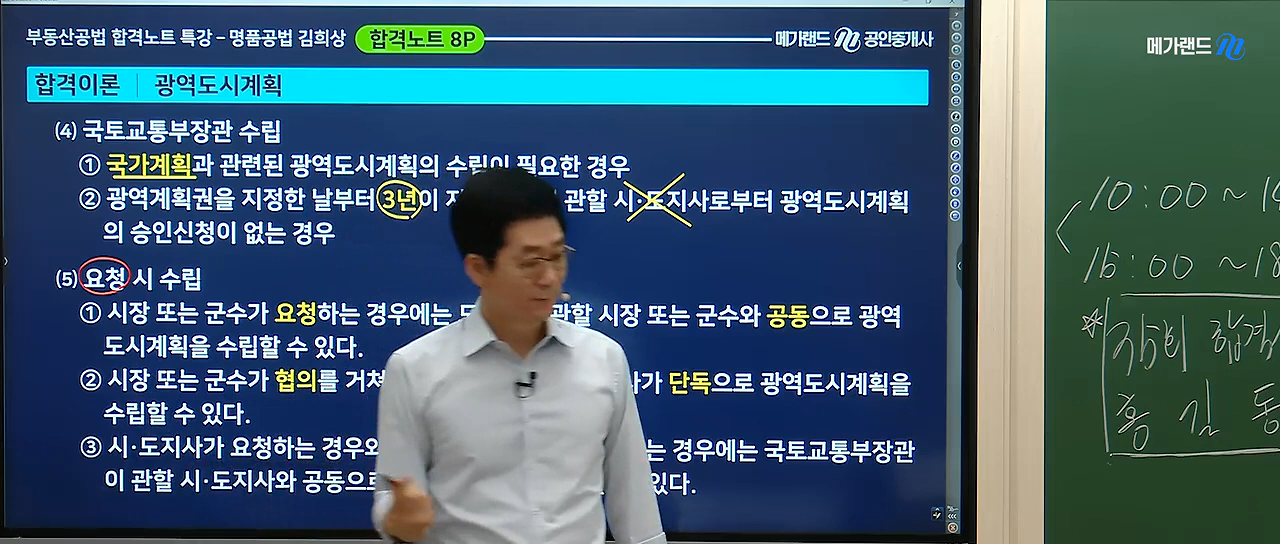 부동산공법 합격노트 특강 – 명품공법 김희상 합격노트 8P 메가랜드 공인중개사
메가랜드
합격이론 광역도시계획
⑷ 국토교통부장관 수립
① 국가계획과 관련된 광역도시계획의 수립이 필요한 경우
② 광역계획권을 지정한 날부터 3년이 관할 시·도지사로부터 광역도시계획
의 승인신청이 없는 경우
⑸ 요청 시 수립
① 시장 또는 군수가 요청하는 경우에는 관할 시장 또는 군수와 공동으로 광역
도시계획을 수립할 수 있다.
② 시장 또는 군수가 협의를 거쳐 단독으로 광역도시계획을
수립할 수 있다.
③ 시·도지사가 요청하는 경우와 는 경우에는 국토교통부장관
이 관할 시·도지사와 공동으로 있다.
10:00 ~
16:00 ~ 18
합격
홍 길 동